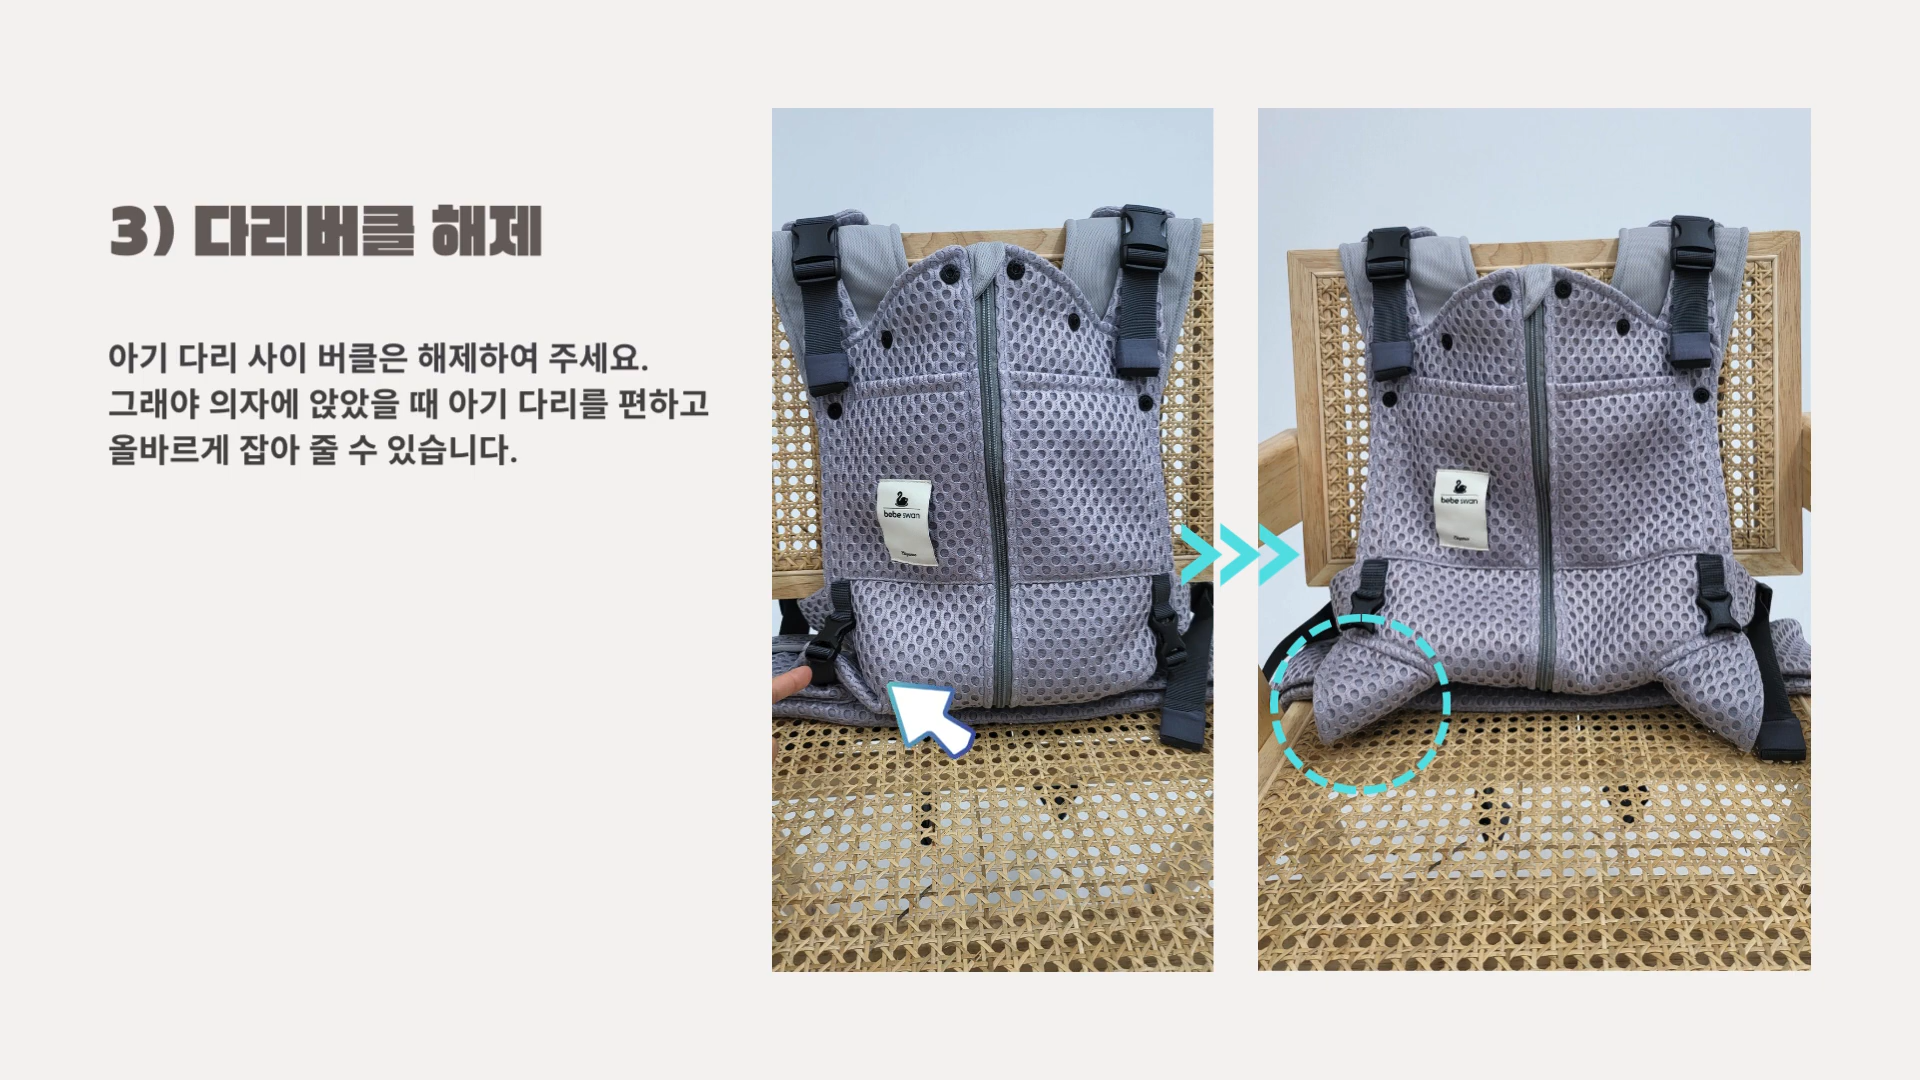 3) 다리버클 해제
아기 다리 사이 버클은 해제하여 주세요.
그래야 의자에 앉았을 때 아기 다리를 편하고
올바르게 잡아 줄 수 있습니다.
bebe swan
bebe swan